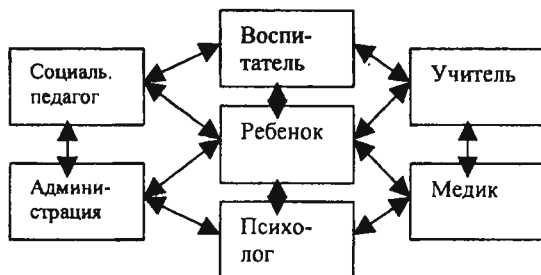 Воспи-
татель
Социаль.
педагог
Учитель
Ребенок
Админи-
страция
Медик
Психо-
лог